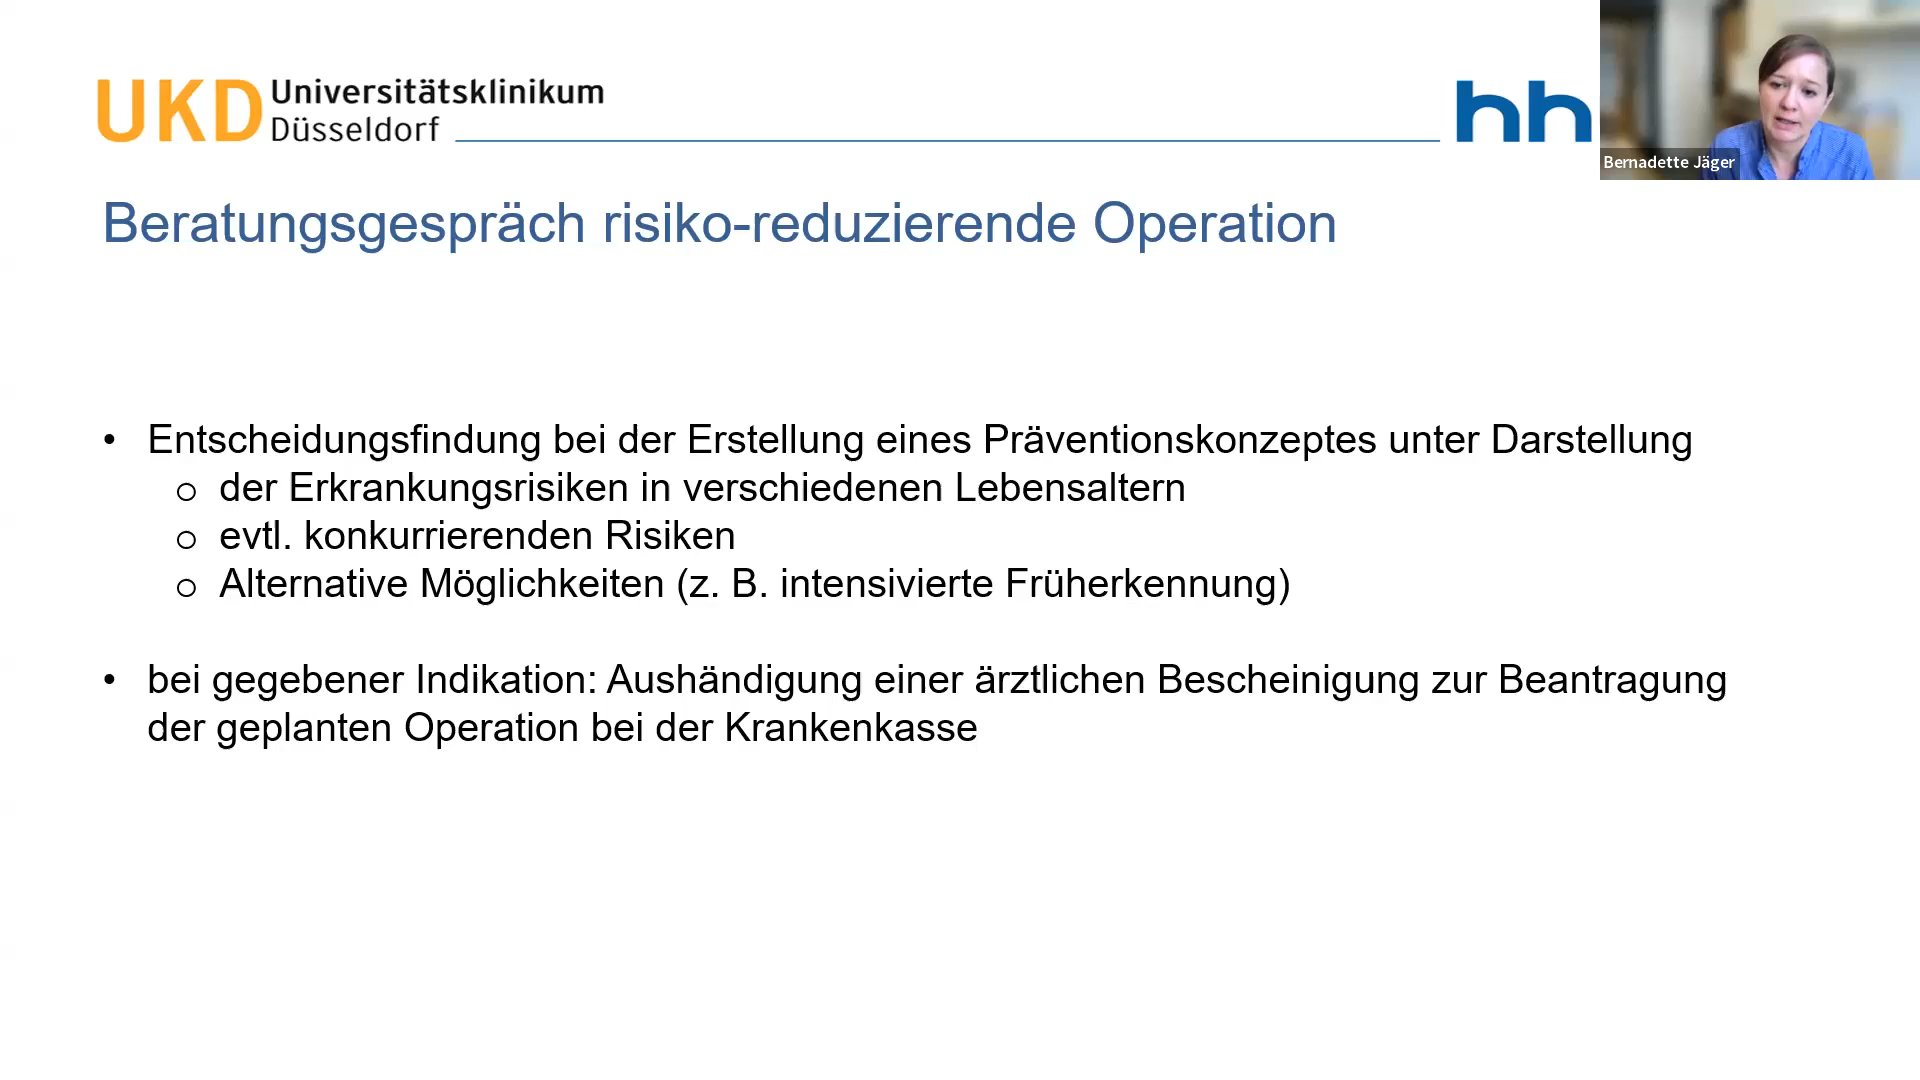 UKD Universitätsklinikum
Düsseldorf
hh
Bernadette Jäger
Beratungsgespräch risiko-reduzierende Operation
• Entscheidungsfindung bei der Erstellung eines Präventionskonzeptes unter Darstellung
o der Erkrankungsrisiken in verschiedenen Lebensaltern
o evtl. konkurrierenden Risiken
o Alternative Möglichkeiten (z. B. intensivierte Früherkennung)
• bei gegebener Indikation: Aushändigung einer ärztlichen Bescheinigung zur Beantragung
der geplanten Operation bei der Krankenkasse